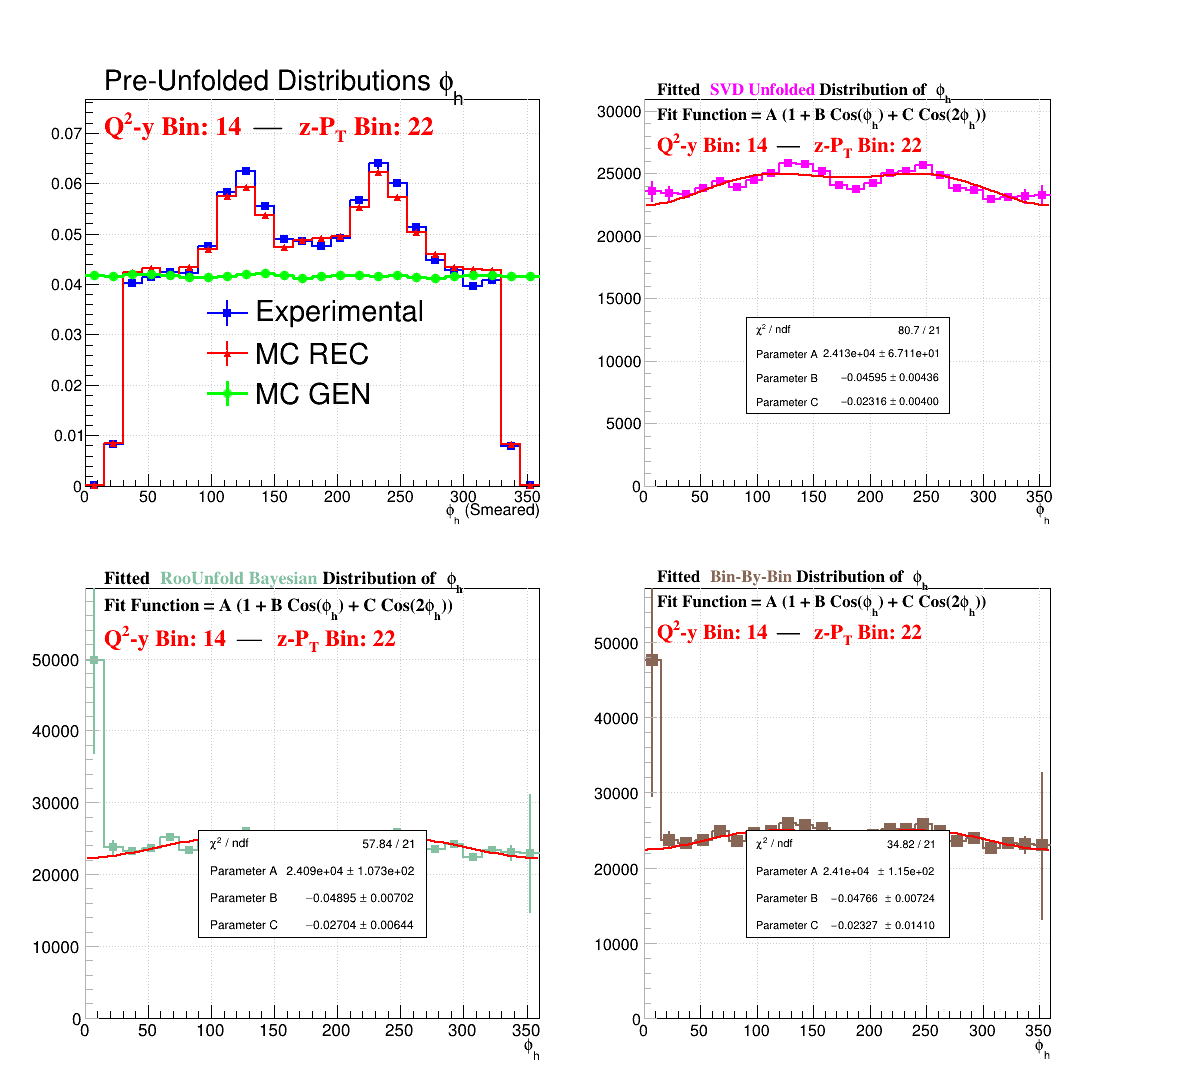 Pre-Unfolded Distributions ϕh
Q²-y Bin: 14 — z-PT Bin: 22
0.07
0.06
0.05
0.04
0.03
0.02
0.01
0
Experimental
MC REC
MC GEN
0 50 100 150 200 250 300 350
ϕh (Smeared)
Fitted SVD Unfolded Distribution of ϕh
Fit Function = A (1 + B Cos(ϕh) + C Cos(2ϕh))
Q²-y Bin: 14 — z-PT Bin: 22
30000
25000
20000
15000
10000
5000
0
χ² / ndf 80.7 / 21
Parameter A 2.413e+04 ± 6.711e+01
Parameter B −0.04595 ± 0.00436
Parameter C −0.02316 ± 0.00400
0 50 100 150 200 250 300 350
ϕh
Fitted RooUnfold Bayesian Distribution of ϕh
Fit Function = A (1 + B Cos(ϕh) + C Cos(2ϕh))
Q²-y Bin: 14 — z-PT Bin: 22
50000
40000
30000
20000
10000
0
χ² / ndf 57.84 / 21
Parameter A 2.409e+04 ± 1.073e+02
Parameter B −0.04895 ± 0.00702
Parameter C −0.02704 ± 0.00644
0 50 100 150 200 250 300 350
ϕh
Fitted Bin-By-Bin Distribution of ϕh
Fit Function = A (1 + B Cos(ϕh) + C Cos(2ϕh))
Q²-y Bin: 14 — z-PT Bin: 22
50000
40000
30000
20000
10000
0
χ² / ndf 34.82 / 21
Parameter A 2.41e+04 ± 1.15e+02
Parameter B −0.04766 ± 0.00724
Parameter C −0.02327 ± 0.01410
0 50 100 150 200 250 300 350
ϕh